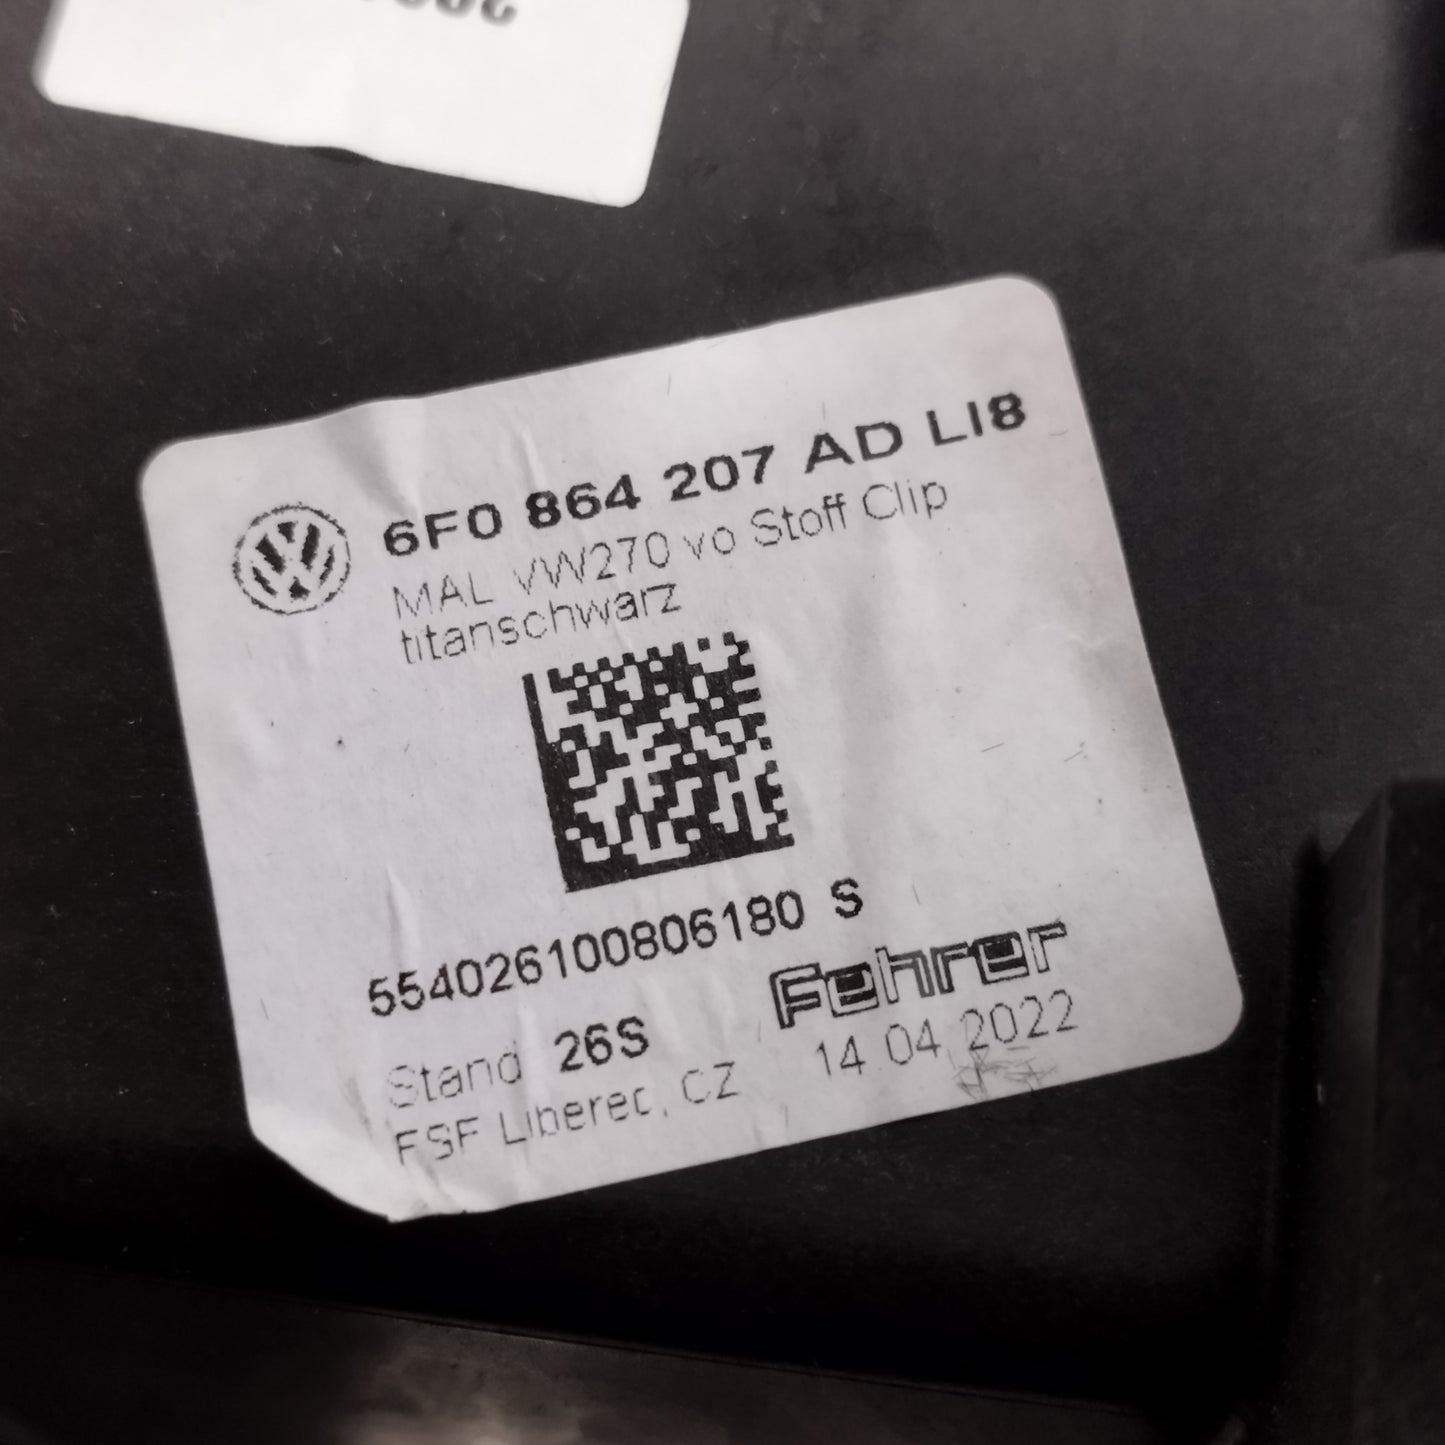 6F0 864 207 AD LI8
MAL VW270 vo Stoff Clip
titanschwarz
554026100806180 S
Fehrer
Stand 26S
14.04.2022
FSF Liberec, CZ